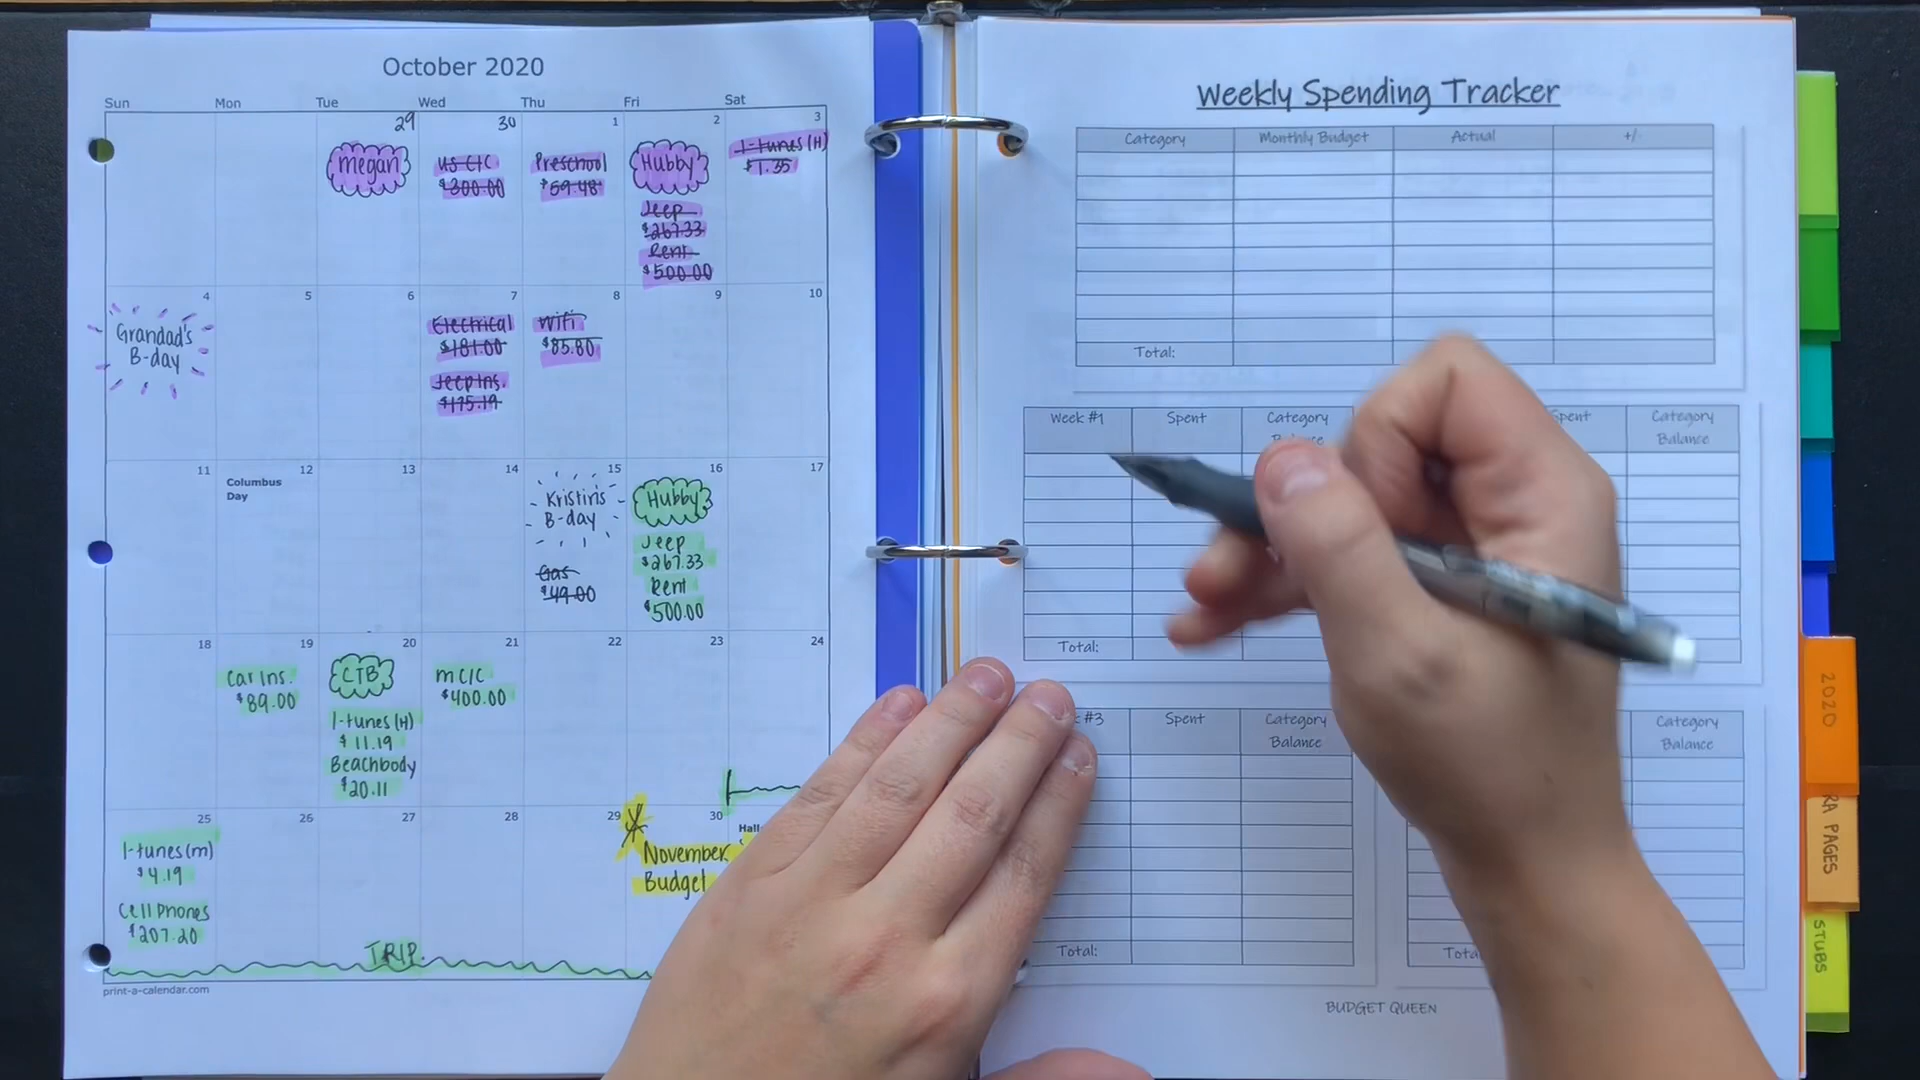 October 2020
Sun Mon Tue Wed Thu Fri Sat
29 30 1 2 3
Megan
US C/C
$300.00
Preschool
$59.48
Hubby
Jeep
$267.33
Rent
$500.00
I-tunes (H)
$1.35
4 5 6 7 8 9 10
Grandad's
B-day
Electrical
$181.00
Jeep Ins.
$175.19
Wifi
$85.80
11 12 13 14 15 16 17
Columbus
Day
Kristin's
B-day
Gas
$49.00
Hubby
Jeep
$267.33
Rent
$500.00
18 19 20 21 22 23 24
Car Ins.
$89.00
CTB
I-tunes (H)
$11.19
Beachbody
$20.11
M C/C
$400.00
25 26 27 28 29 30
I-tunes (m)
$4.19
Cell Phones
$207.20
November
Budget
TRIP.
print-a-calendar.com
Weekly Spending Tracker
Category Monthly Budget Actual +/-
Total:
Week #1 Spent Category
Balance
Spent Category
Balance
Total:
#3 Spent Category
Balance
Category
Balance
Total:
BUDGET QUEEN
2020
PAGES
STUBS